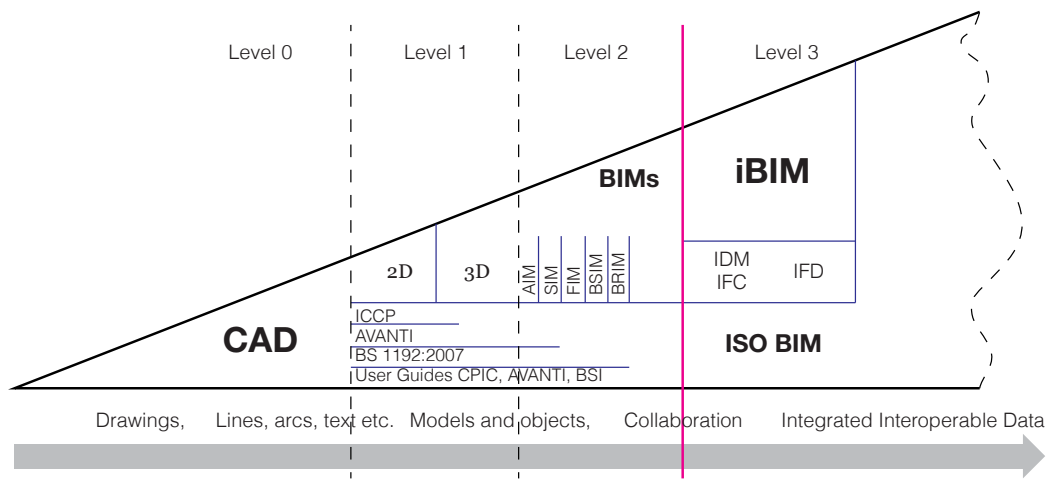 Level 0
Level 1
Level 2
Level 3
BIMs
iBIM
2D
3D
AIM
SIM
FIM
BSIM
BRIM
IDM
IFC
IFD
CAD
ICCP
AVANTI
BS 1192:2007
User Guides CPIC, AVANTI, BSI
ISO BIM
Drawings, Lines, arcs, text etc. Models and objects, Collaboration Integrated Interoperable Data